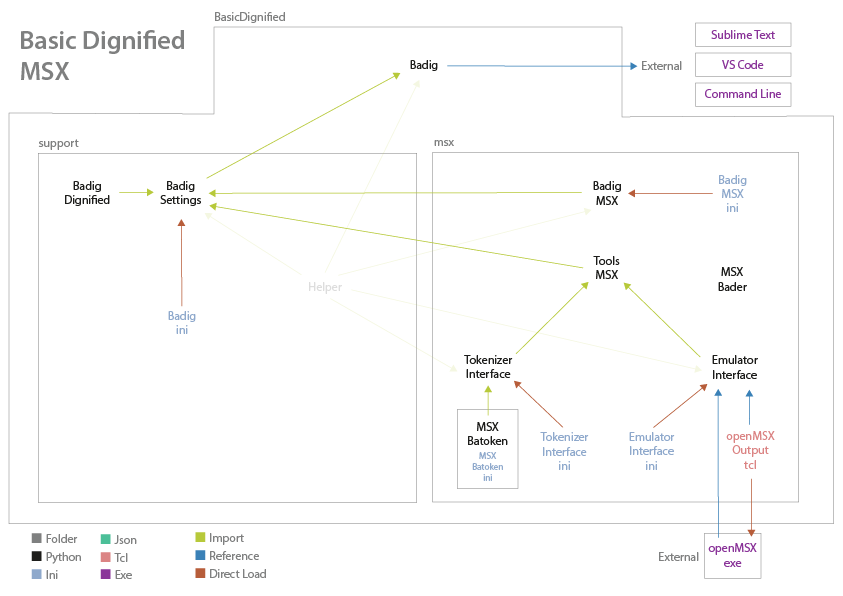 BasicDignified
Basic Dignified
MSX
Sublime Text
Badig
External
VS Code
Command Line
support
msx
Badig
Dignified
Badig
Settings
Badig
MSX
Badig
MSX
ini
Tools
MSX
MSX
Bader
Helper
Badig
ini
Tokenizer
Interface
Emulator
Interface
MSX
Batoken
MSX
Batoken
ini
Tokenizer
Interface
ini
Emulator
Interface
ini
openMSX
Output
tcl
Folder
Json
Import
Python
Tcl
Reference
Ini
Exe
Direct Load
External
openMSX
exe